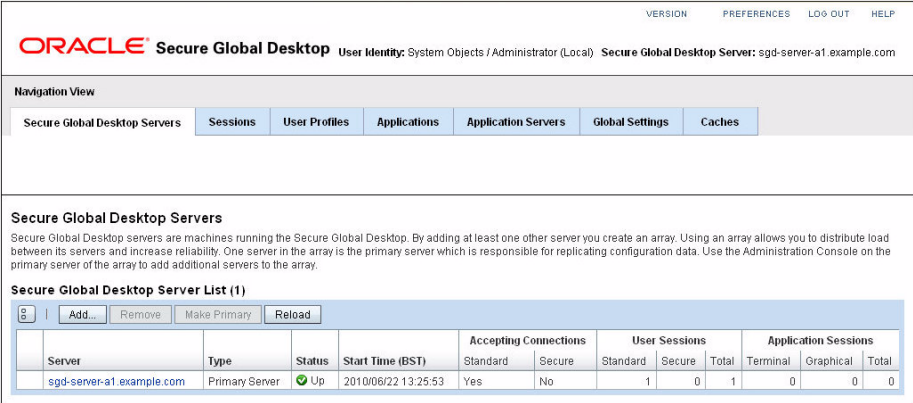 VERSION PREFERENCES LOG OUT HELP
ORACLE Secure Global Desktop User Identity: System Objects / Administrator (Local) Secure Global Desktop Server: sgd-server-a1.example.com
Navigation View
Secure Global Desktop Servers Sessions User Profiles Applications Application Servers Global Settings Caches
Secure Global Desktop Servers
Secure Global Desktop servers are machines running the Secure Global Desktop. By adding at least one other server you create an array. Using an array allows you to distribute load
between its servers and increase reliability. One server in the array is the primary server which is responsible for replicating configuration data. Use the Administration Console on the
primary server of the array to add additional servers to the array.
Secure Global Desktop Server List (1)
Add... Remove Make Primary Reload
Accepting Connections User Sessions Application Sessions
Server Type Status Start Time (BST) Standard Secure Standard Secure Total Terminal Graphical Total
sgd-server-a1.example.com Primary Server Up 2010/06/22 13:25:53 Yes No 1 0 1 0 0 0